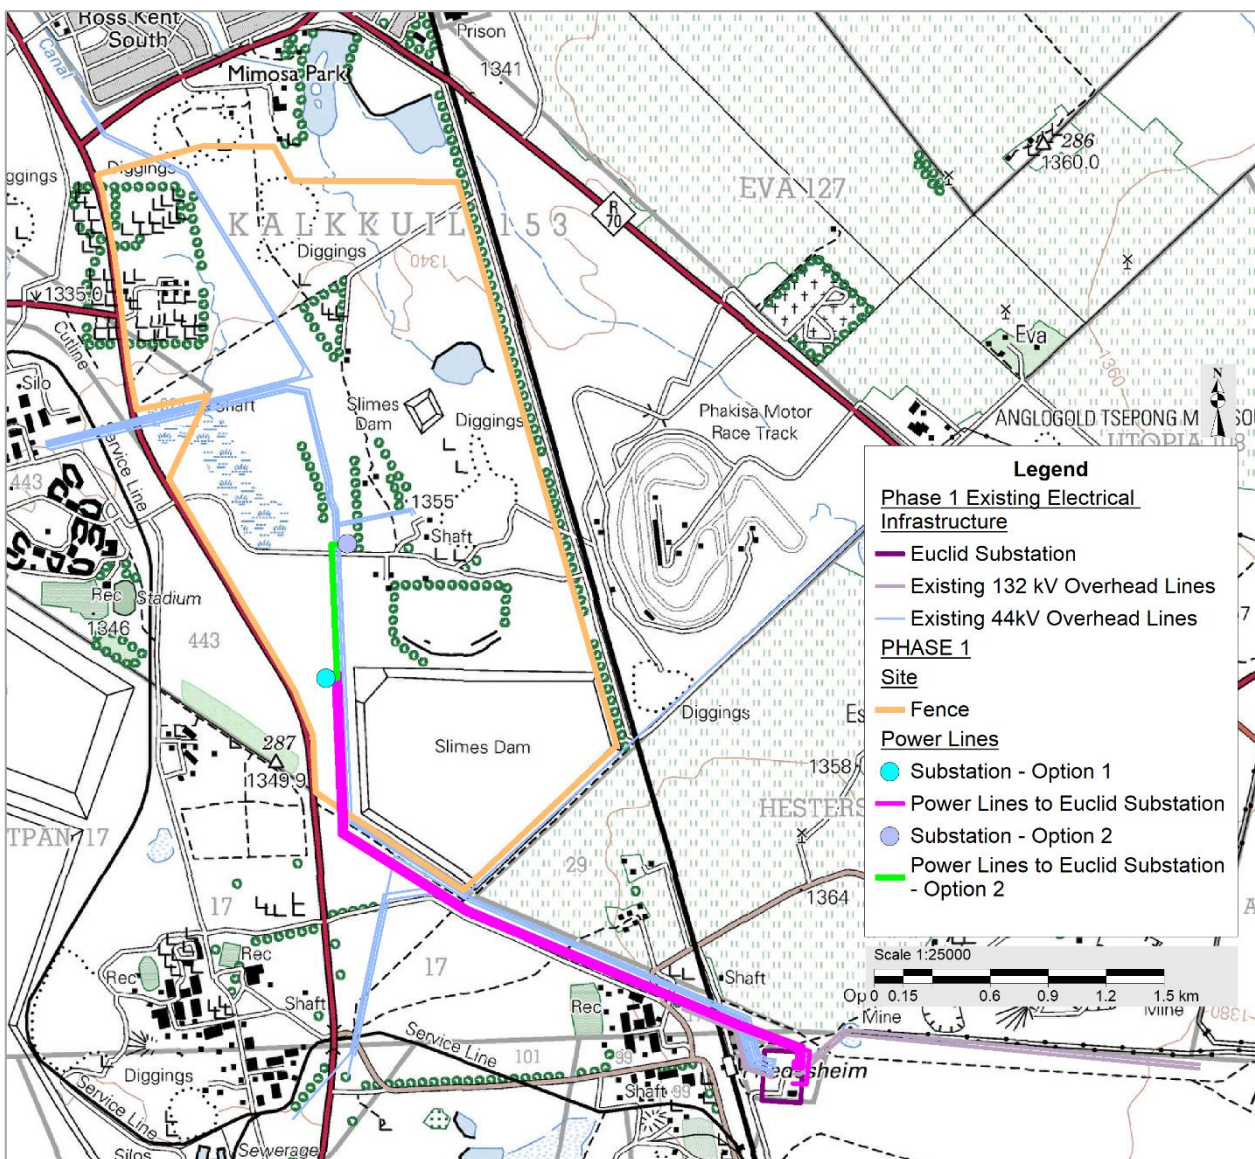 Ross Kent
South
Canal
Prison
1341
Mimosa Park
286
1360.0
Diggings
ggings
EVA 127
R
70
KALKKUIL 153
Diggings
1340
1335.0
Cutline
Eva
1360
N
Silo
Shaft
Slimes
Dam
Diggings
Phakisa Motor
Race Track
ANGLOGOLD TSEPONG M
SO
Service Line
443
1355
Shaft
Rec
Stadium
1346
443
Diggings
Slimes Dam
287
1349.9
1358
HESTERS
TPAN 17
29
1364
17
17
Rec
Rec
Shaft
Shaft
Rec
Service Line
Mine
Mine
1380
101
99
99
Diggings
Service Line
Shaft
Sewerage
Silos
Legend
Phase 1 Existing Electrical
Infrastructure
Euclid Substation
Existing 132 kV Overhead Lines
Existing 44kV Overhead Lines
PHASE 1
Site
Fence
Power Lines
Substation - Option 1
Power Lines to Euclid Substation
Substation - Option 2
Power Lines to Euclid Substation
- Option 2
Scale 1:25000
0 0.15 0.6 0.9 1.2 1.5 km